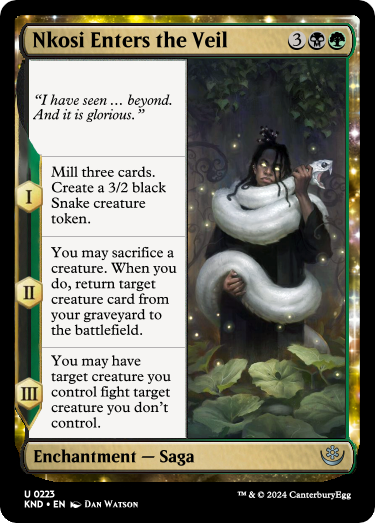 Nkosi Enters the Veil 3
“I have seen … beyond.
And it is glorious.”
I
Mill three cards.
Create a 3/2 black
Snake creature
token.
II
You may sacrifice a
creature. When you
do, return target
creature card from
your graveyard to
the battlefield.
III
You may have
target creature you
control fight target
creature you don’t
control.
Enchantment — Saga
U 0223
KND • EN DAN WATSON
™ & © 2024 CanterburyEgg